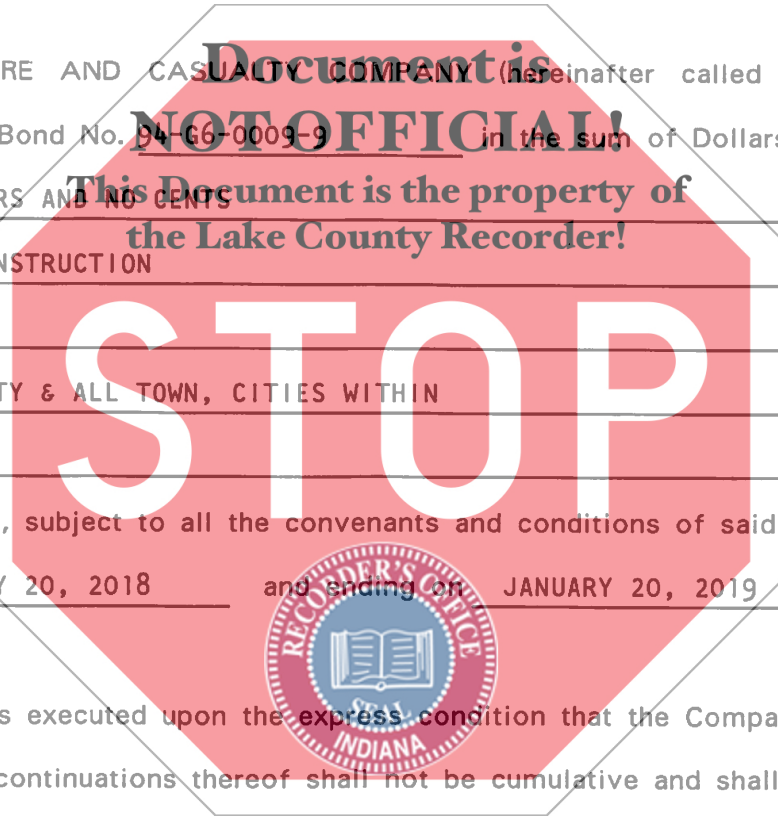 Document is
NOT OFFICIAL!
This Document is the property of
the Lake County Recorder!
STOP
RE AND CASUALTY COMPANY (hereinafter called
Bond No. 94-G6-0009-9 in the sum of Dollars
RS AND NO CENTS
NSTRUCTION
TY & ALL TOWN, CITIES WITHIN
, subject to all the convenants and conditions of said
Y 20, 2018 and ending on JANUARY 20, 2019
RECORDER'S OFFICE
SEAL
INDIANA
s executed upon the express condition that the Compa
continuations thereof shall not be cumulative and shall